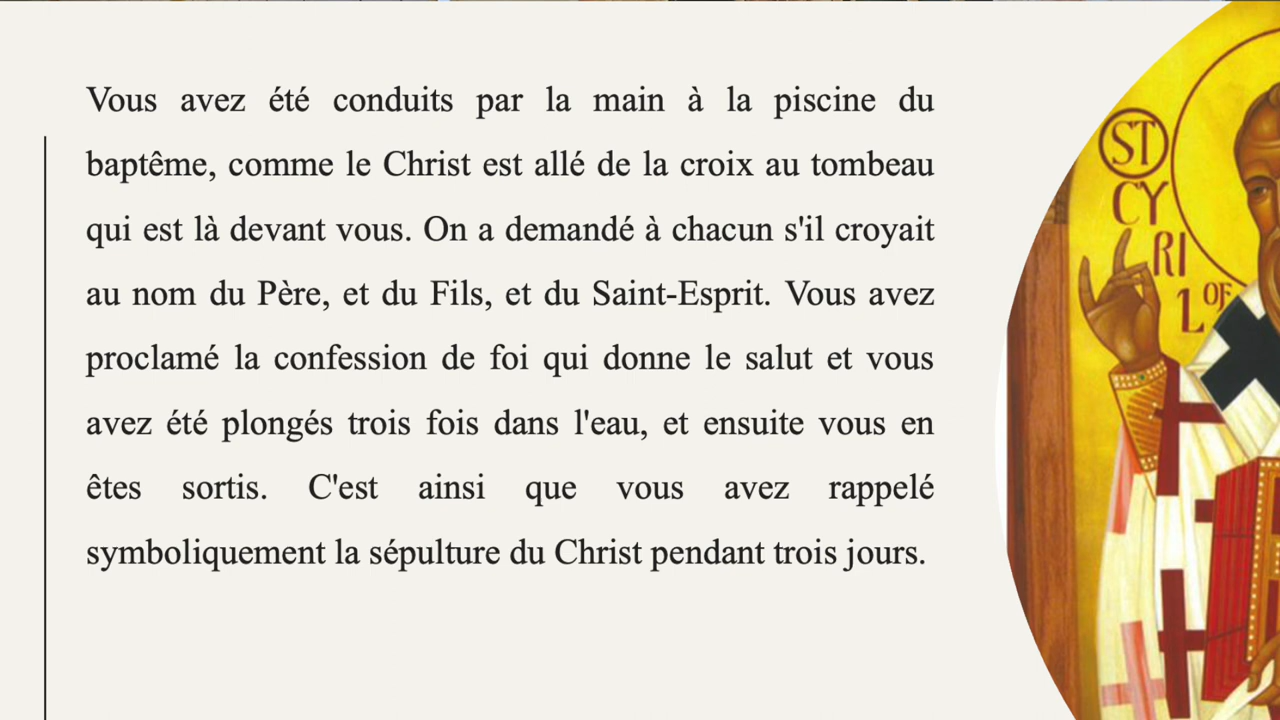 Vous avez été conduits par la main à la piscine du
baptême, comme le Christ est allé de la croix au tombeau
qui est là devant vous. On a demandé à chacun s'il croyait
au nom du Père, et du Fils, et du Saint-Esprit. Vous avez
proclamé la confession de foi qui donne le salut et vous
avez été plongés trois fois dans l'eau, et ensuite vous en
êtes sortis. C'est ainsi que vous avez rappelé
symboliquement la sépulture du Christ pendant trois jours.
ST
CY
RI
L OF